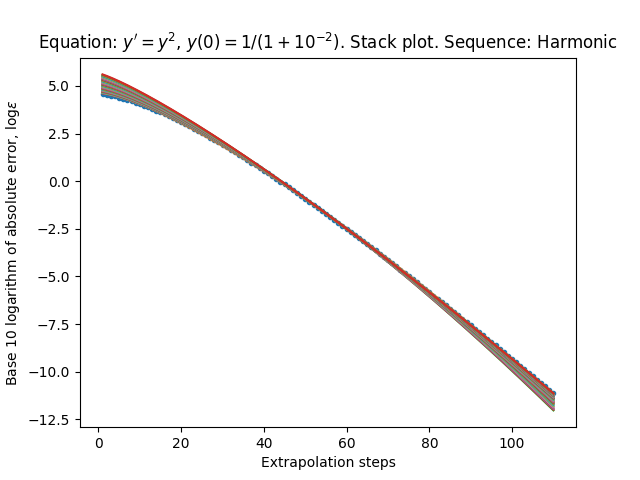 Equation: y′ = y², y(0) = 1/(1 + 10⁻²). Stack plot. Sequence: Harmonic
Base 10 logarithm of absolute error, logε
5.0
2.5
0.0
−2.5
−5.0
−7.5
−10.0
−12.5
0 20 40 60 80 100
Extrapolation steps